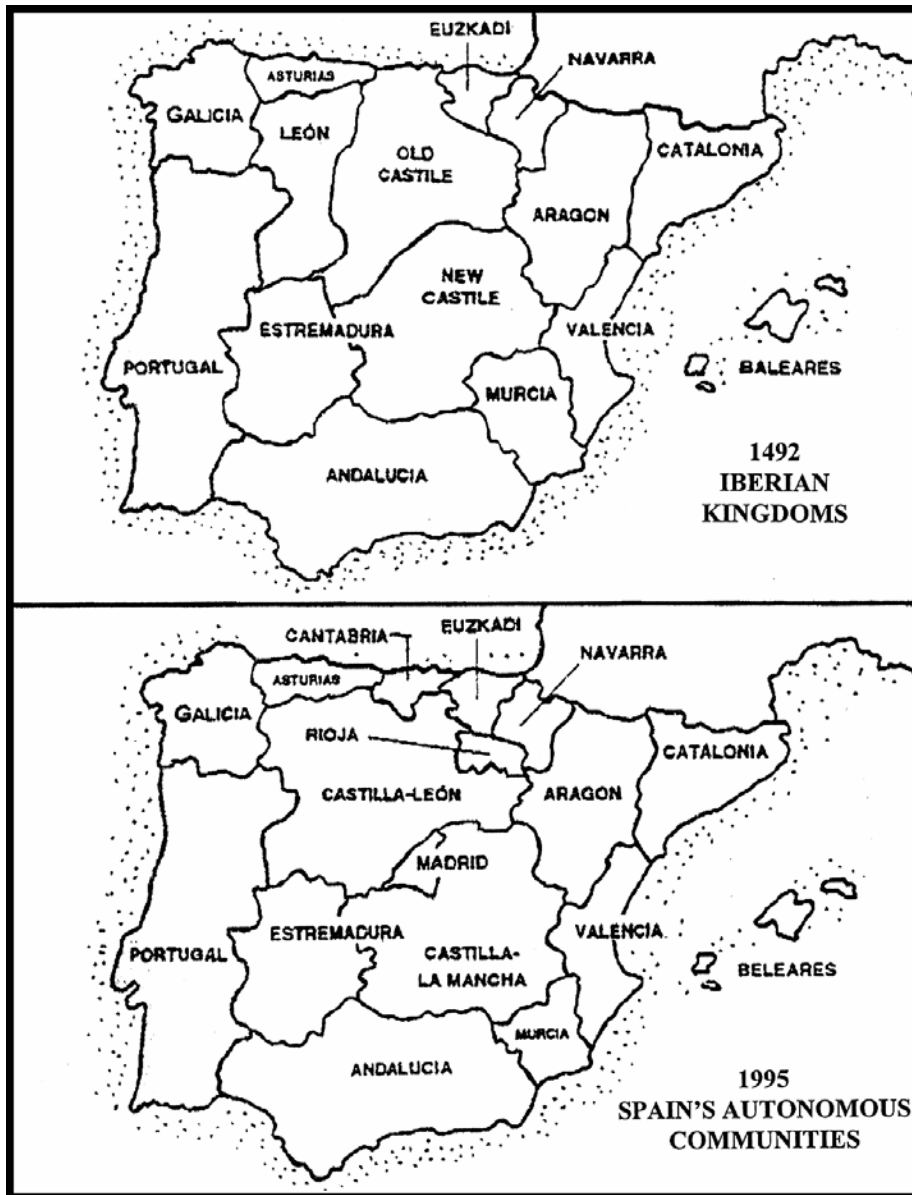 EUZKADÍ
NAVARRA
ASTURIAS
GALICIA
LEÓN
OLD
CASTILE
CATALONIA
ARAGON
NEW
CASTILE
ESTREMADURA
VALENCIA
PORTUGAL
BALEARES
MURCIA
ANDALUCIA
1492
IBERIAN
KINGDOMS
CANTABRIA
EUZKADÍ
NAVARRA
ASTURIAS
GALICIA
RIOJA
CATALONIA
CASTILLA-LEÓN
ARAGON
MADRID
ESTREMADURA
VALENCIA
PORTUGAL
CASTILLA-
LA MANCHA
BELEARES
MURCIA
ANDALUCIA
1995
SPAIN'S AUTONOMOUS
COMMUNITIES